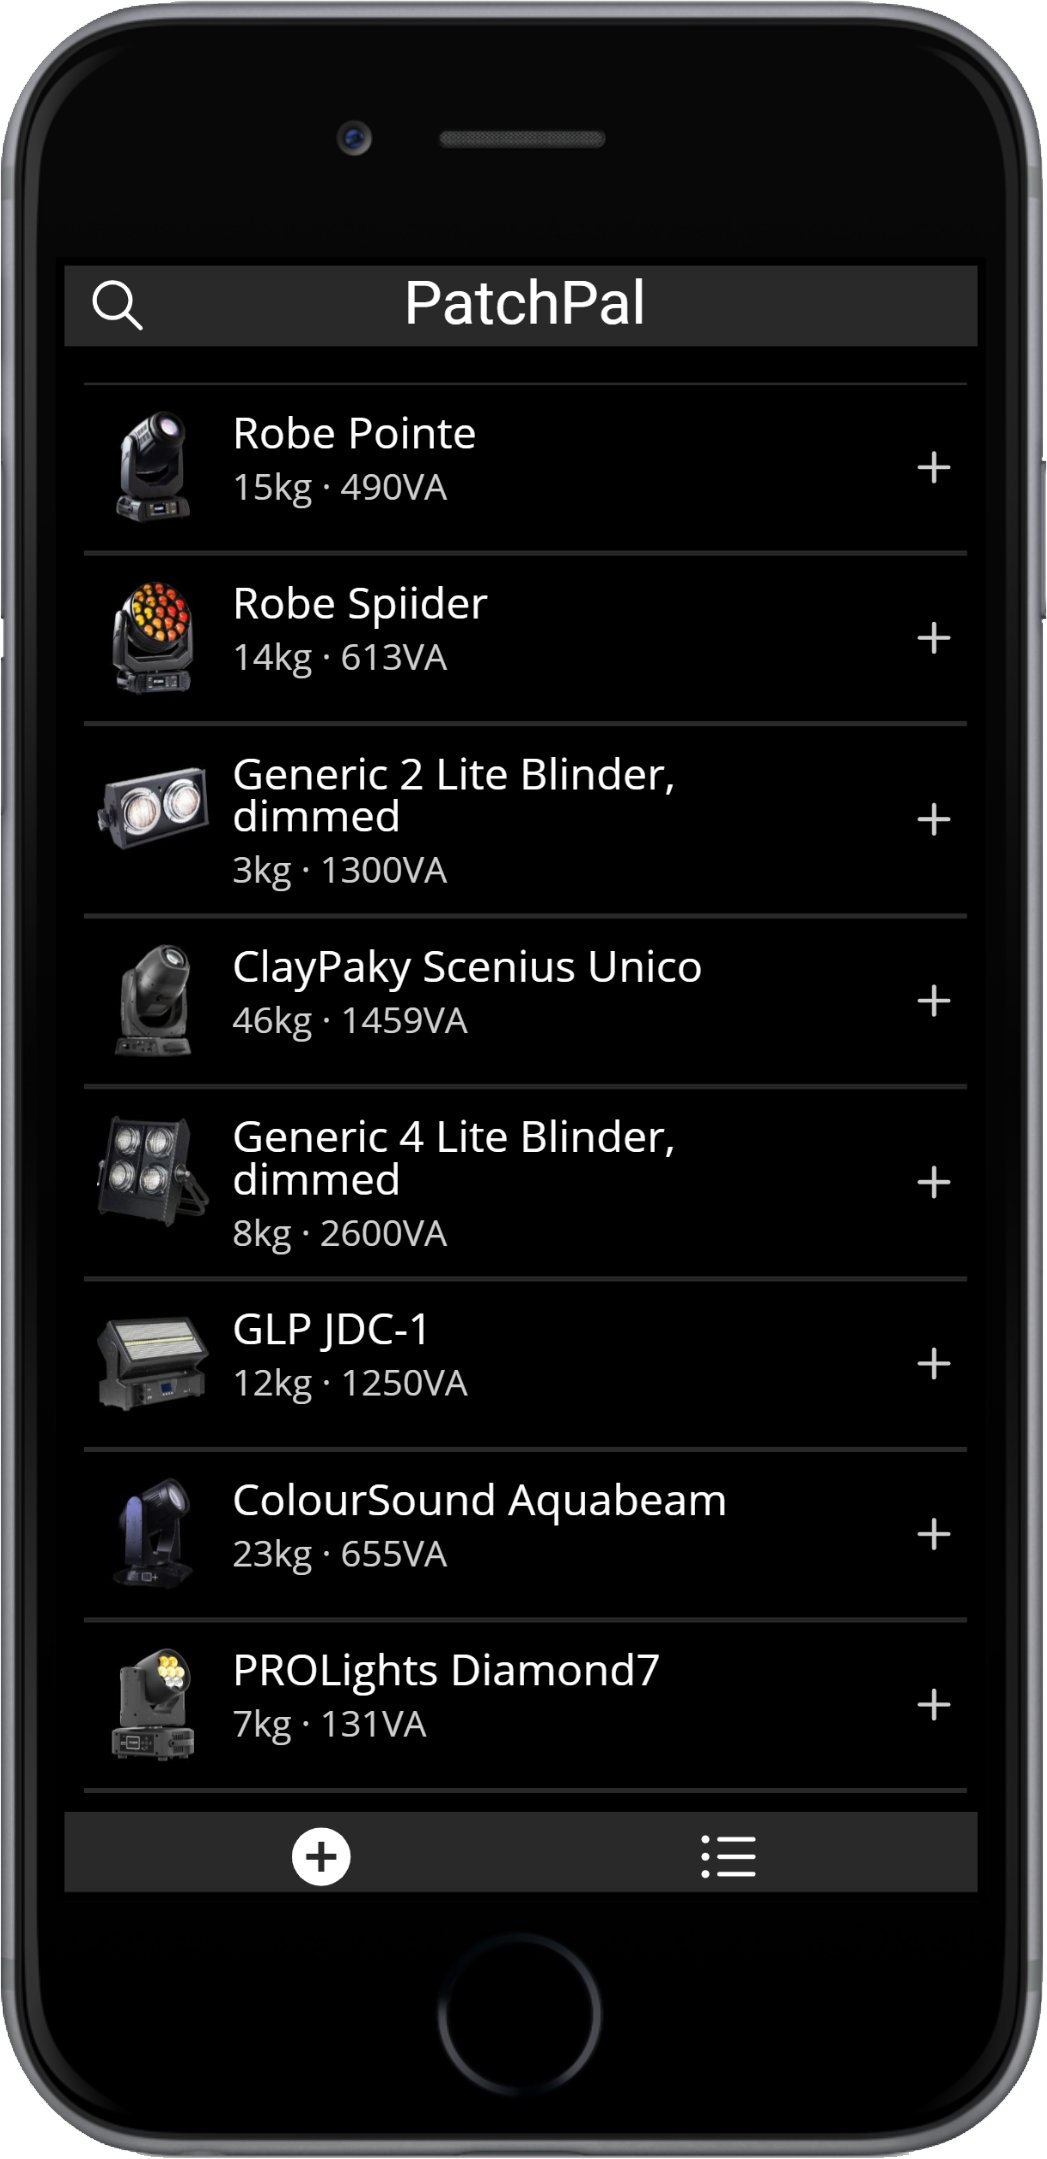 PatchPal
Robe Pointe
15kg · 490VA
Robe Spiider
14kg · 613VA
Generic 2 Lite Blinder,
dimmed
3kg · 1300VA
ClayPaky Scenius Unico
46kg · 1459VA
Generic 4 Lite Blinder,
dimmed
8kg · 2600VA
GLP JDC-1
12kg · 1250VA
ColourSound Aquabeam
23kg · 655VA
PROLights Diamond7
7kg · 131VA